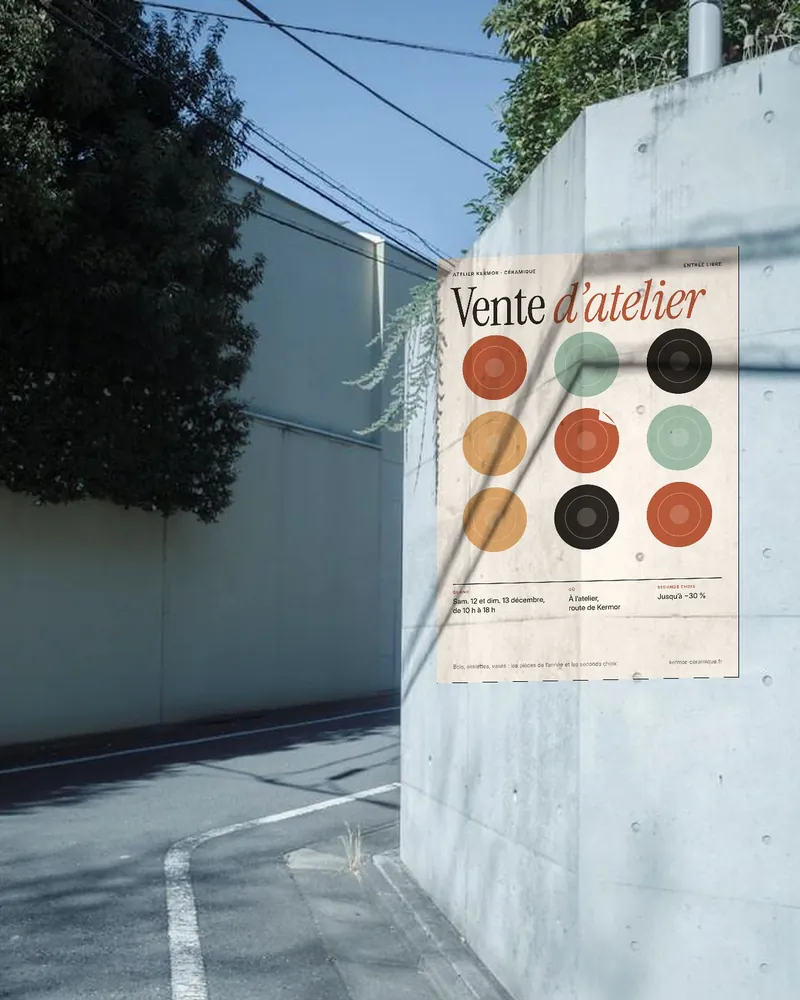 ATELIER KERMOR · CÉRAMIQUE
ENTRÉE LIBRE
Vente d’atelier
QUAND
Sam. 12 et dim. 13 décembre,
de 10 h à 18 h
OÙ
À l’atelier,
route de Kermor
SECONDS CHOIX
Jusqu’à −30 %
Bols, assiettes, vases : les pièces de l’année et les seconds choix.
kermor-ceramique.fr